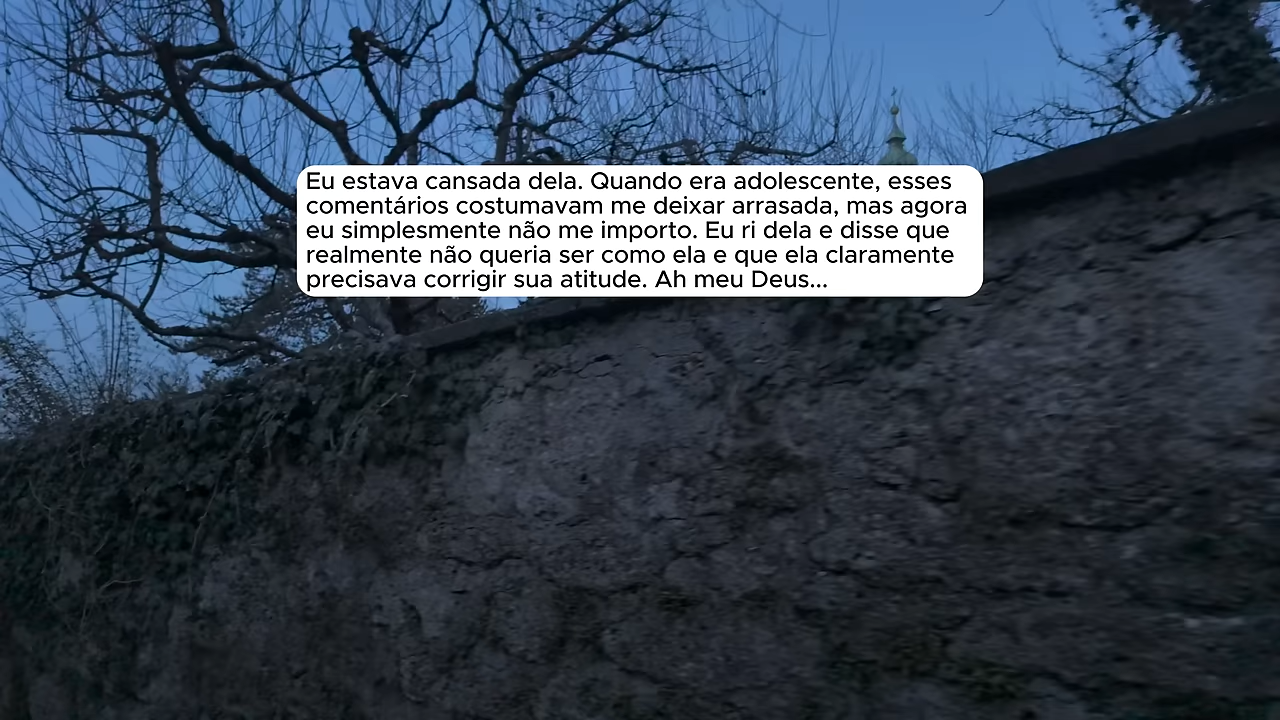 Eu estava cansada dela. Quando era adolescente, esses
comentários costumavam me deixar arrasada, mas agora
eu simplesmente não me importo. Eu ri dela e disse que
realmente não queria ser como ela e que ela claramente
precisava corrigir sua atitude. Ah meu Deus...